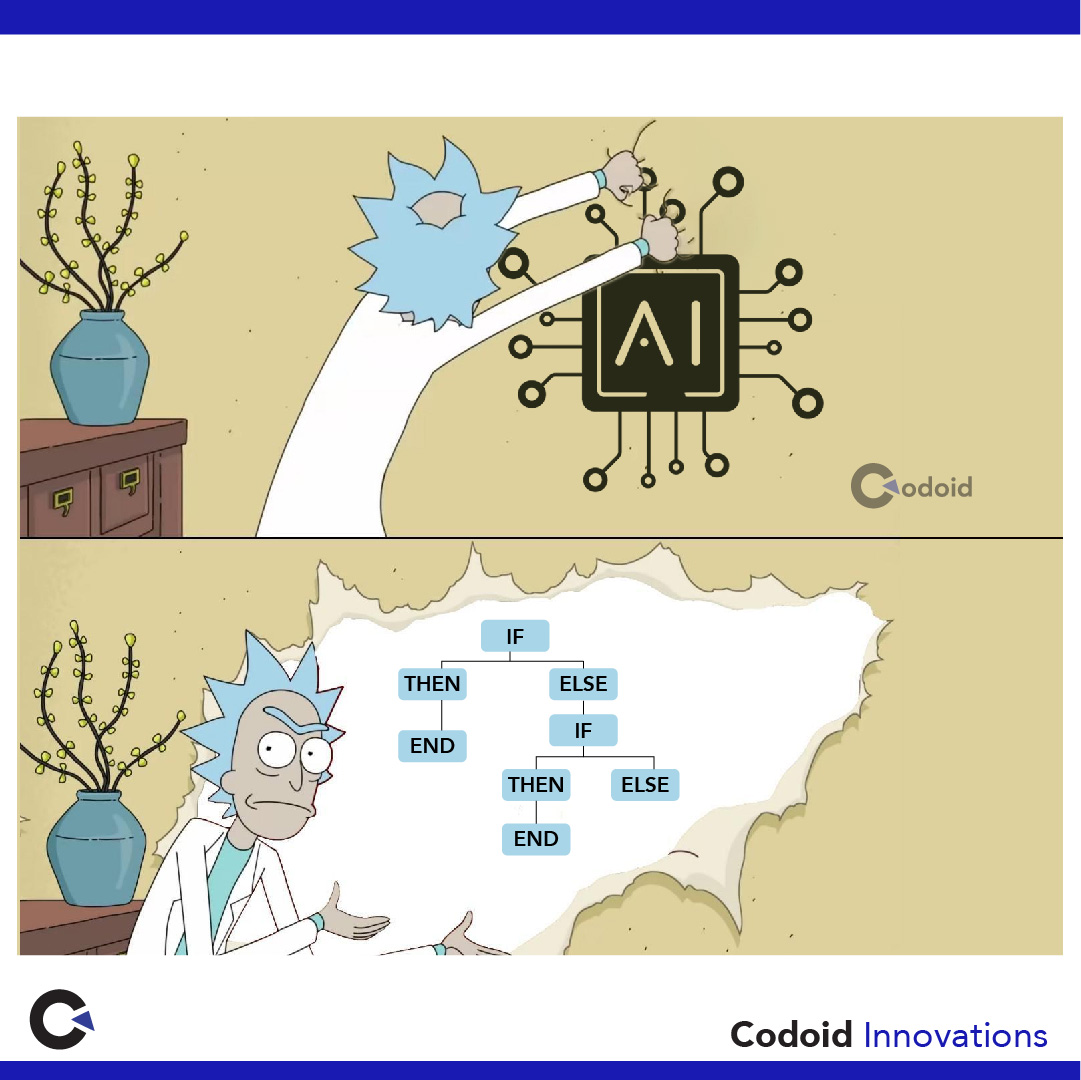 AI
Codoid
IF
THEN ELSE
END
IF
THEN ELSE
END
Codoid Innovations